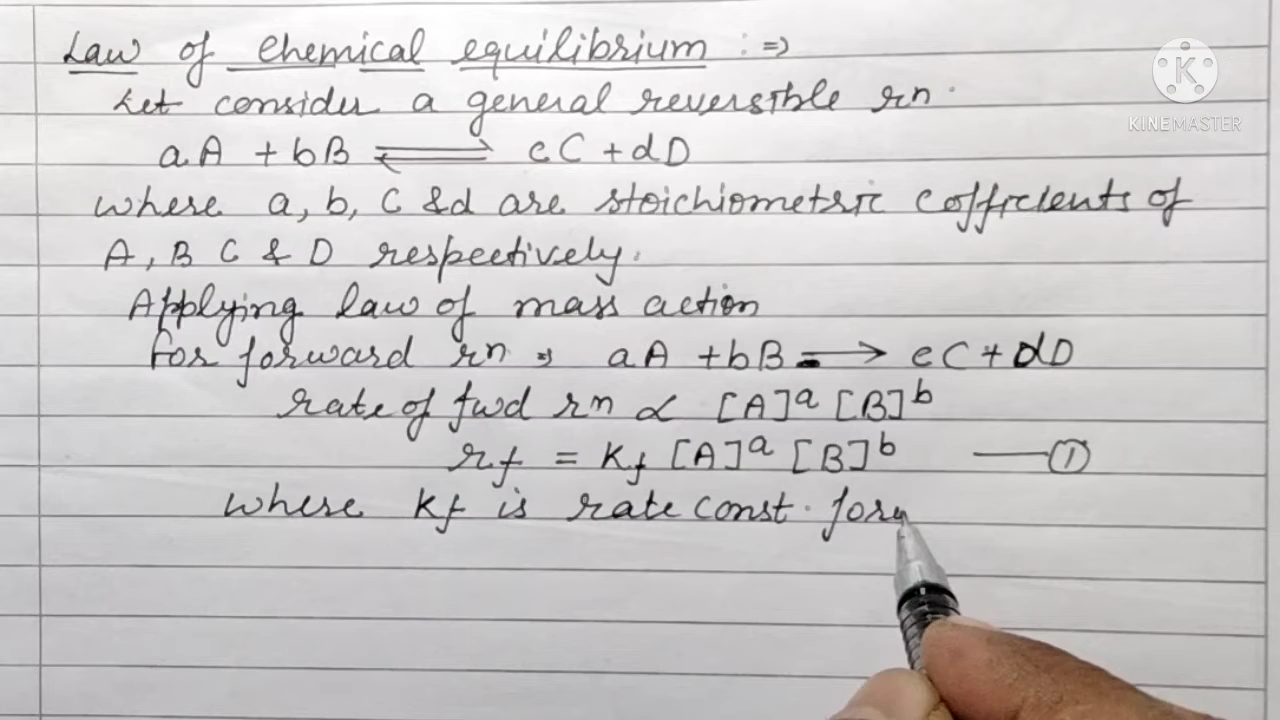 Law of chemical equilibrium : ⇒
Let consider a general reversible rn.
aA + bB ⇌ cC + dD
where a, b, C & d are stoichiometric cofficients of
A, B C & D respectively.
Applying law of mass action
For forward rn ⇒ aA + bB → cC + dD
rate of fwd rn ∝ [A]ᵃ [B]ᵇ
rf = Kf [A]ᵃ [B]ᵇ —①
where Kf is rate const. for
K
KINEMASTER